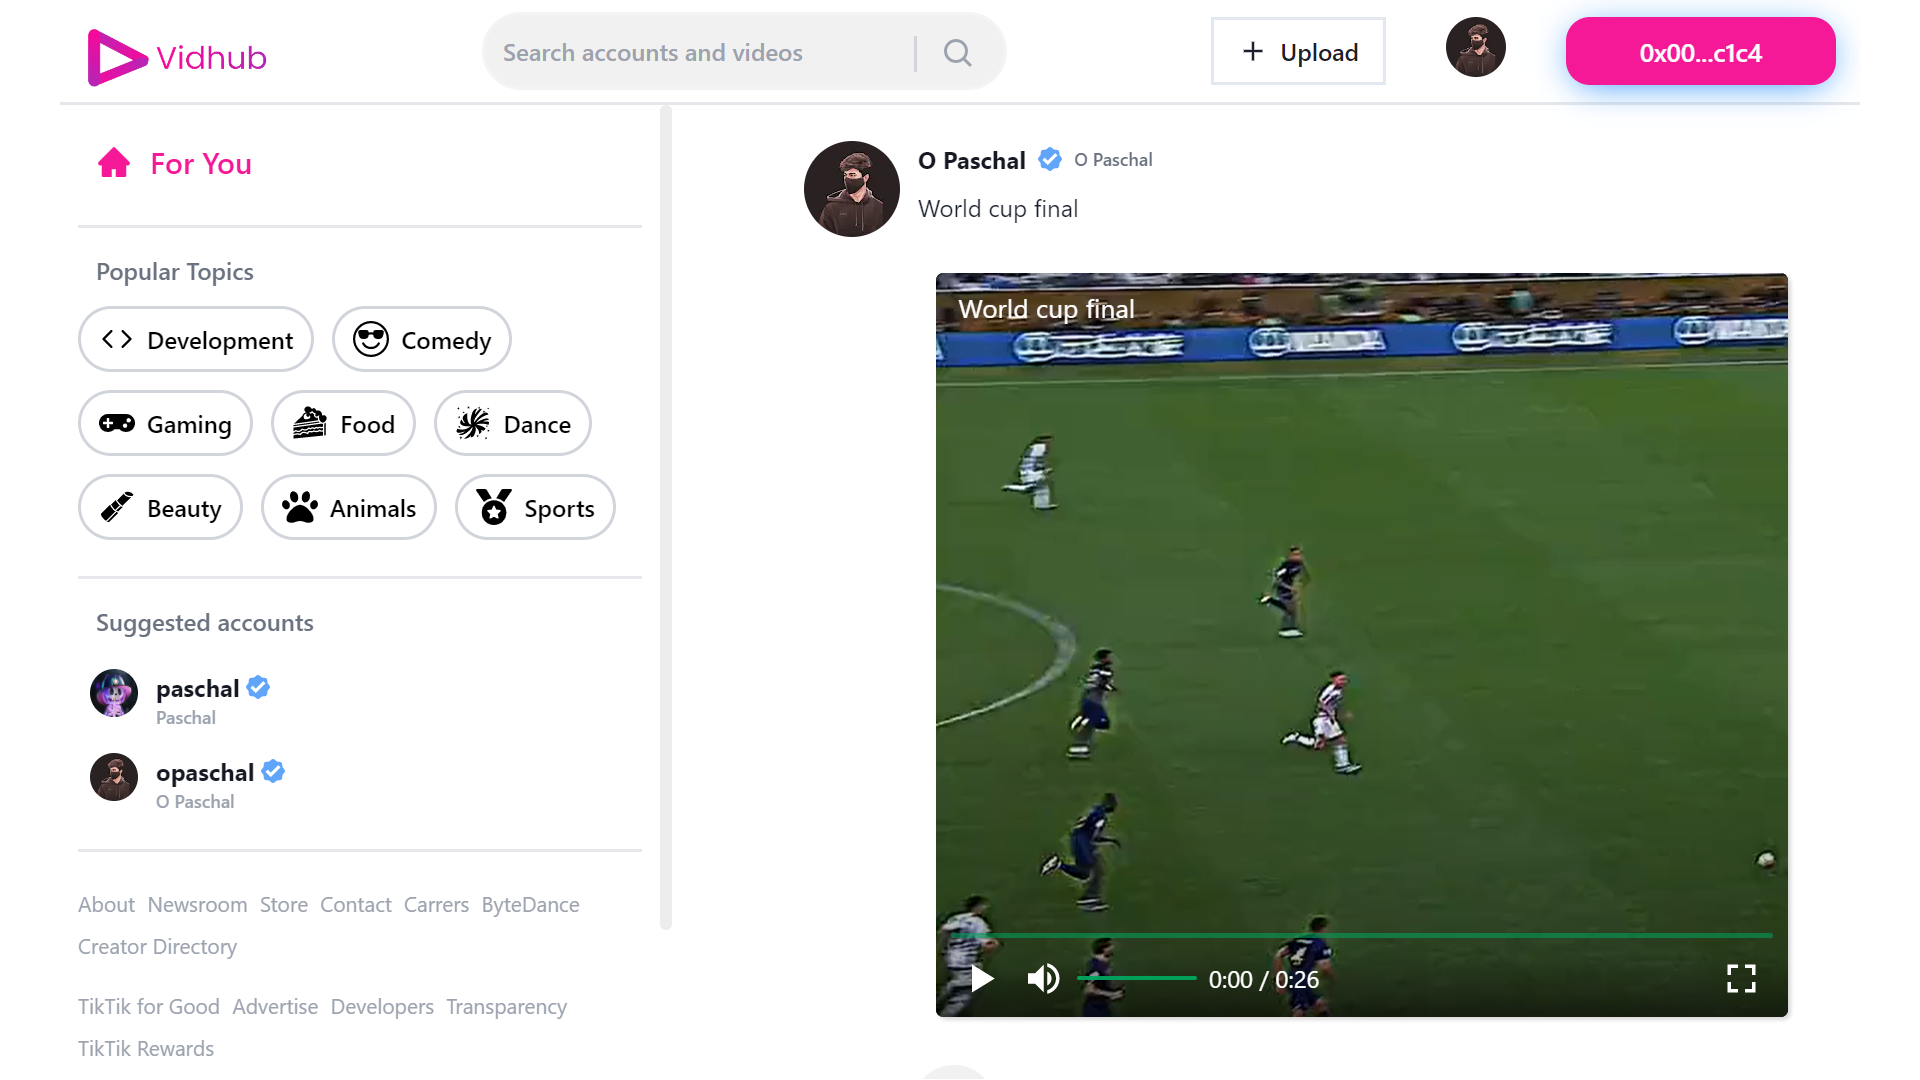 Vidhub
Search accounts and videos
Upload
0x00...c1c4
For You
Popular Topics
Development
Comedy
Gaming
Food
Dance
Beauty
Animals
Sports
Suggested accounts
paschal
Paschal
opaschal
O Paschal
About Newsroom Store Contact Carrers ByteDance
Creator Directory
TikTik for Good Advertise Developers Transparency
TikTik Rewards
O Paschal O Paschal
World cup final
World cup final
4
0:00 / 0:26